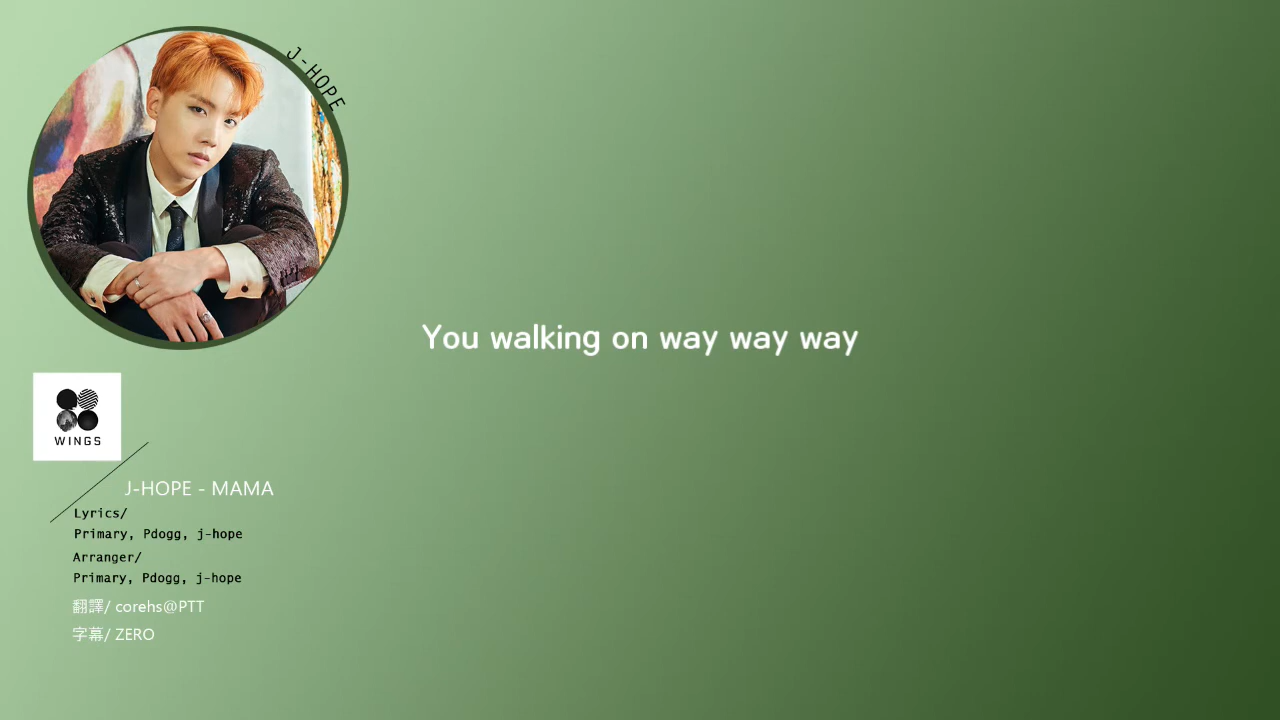 J-HOPE
You walking on way way way
WINGS
J-HOPE - MAMA
Lyrics/
Primary, Pdogg, j-hope
Arranger/
Primary, Pdogg, j-hope
翻譯/ corehs@PTT
字幕/ ZERO